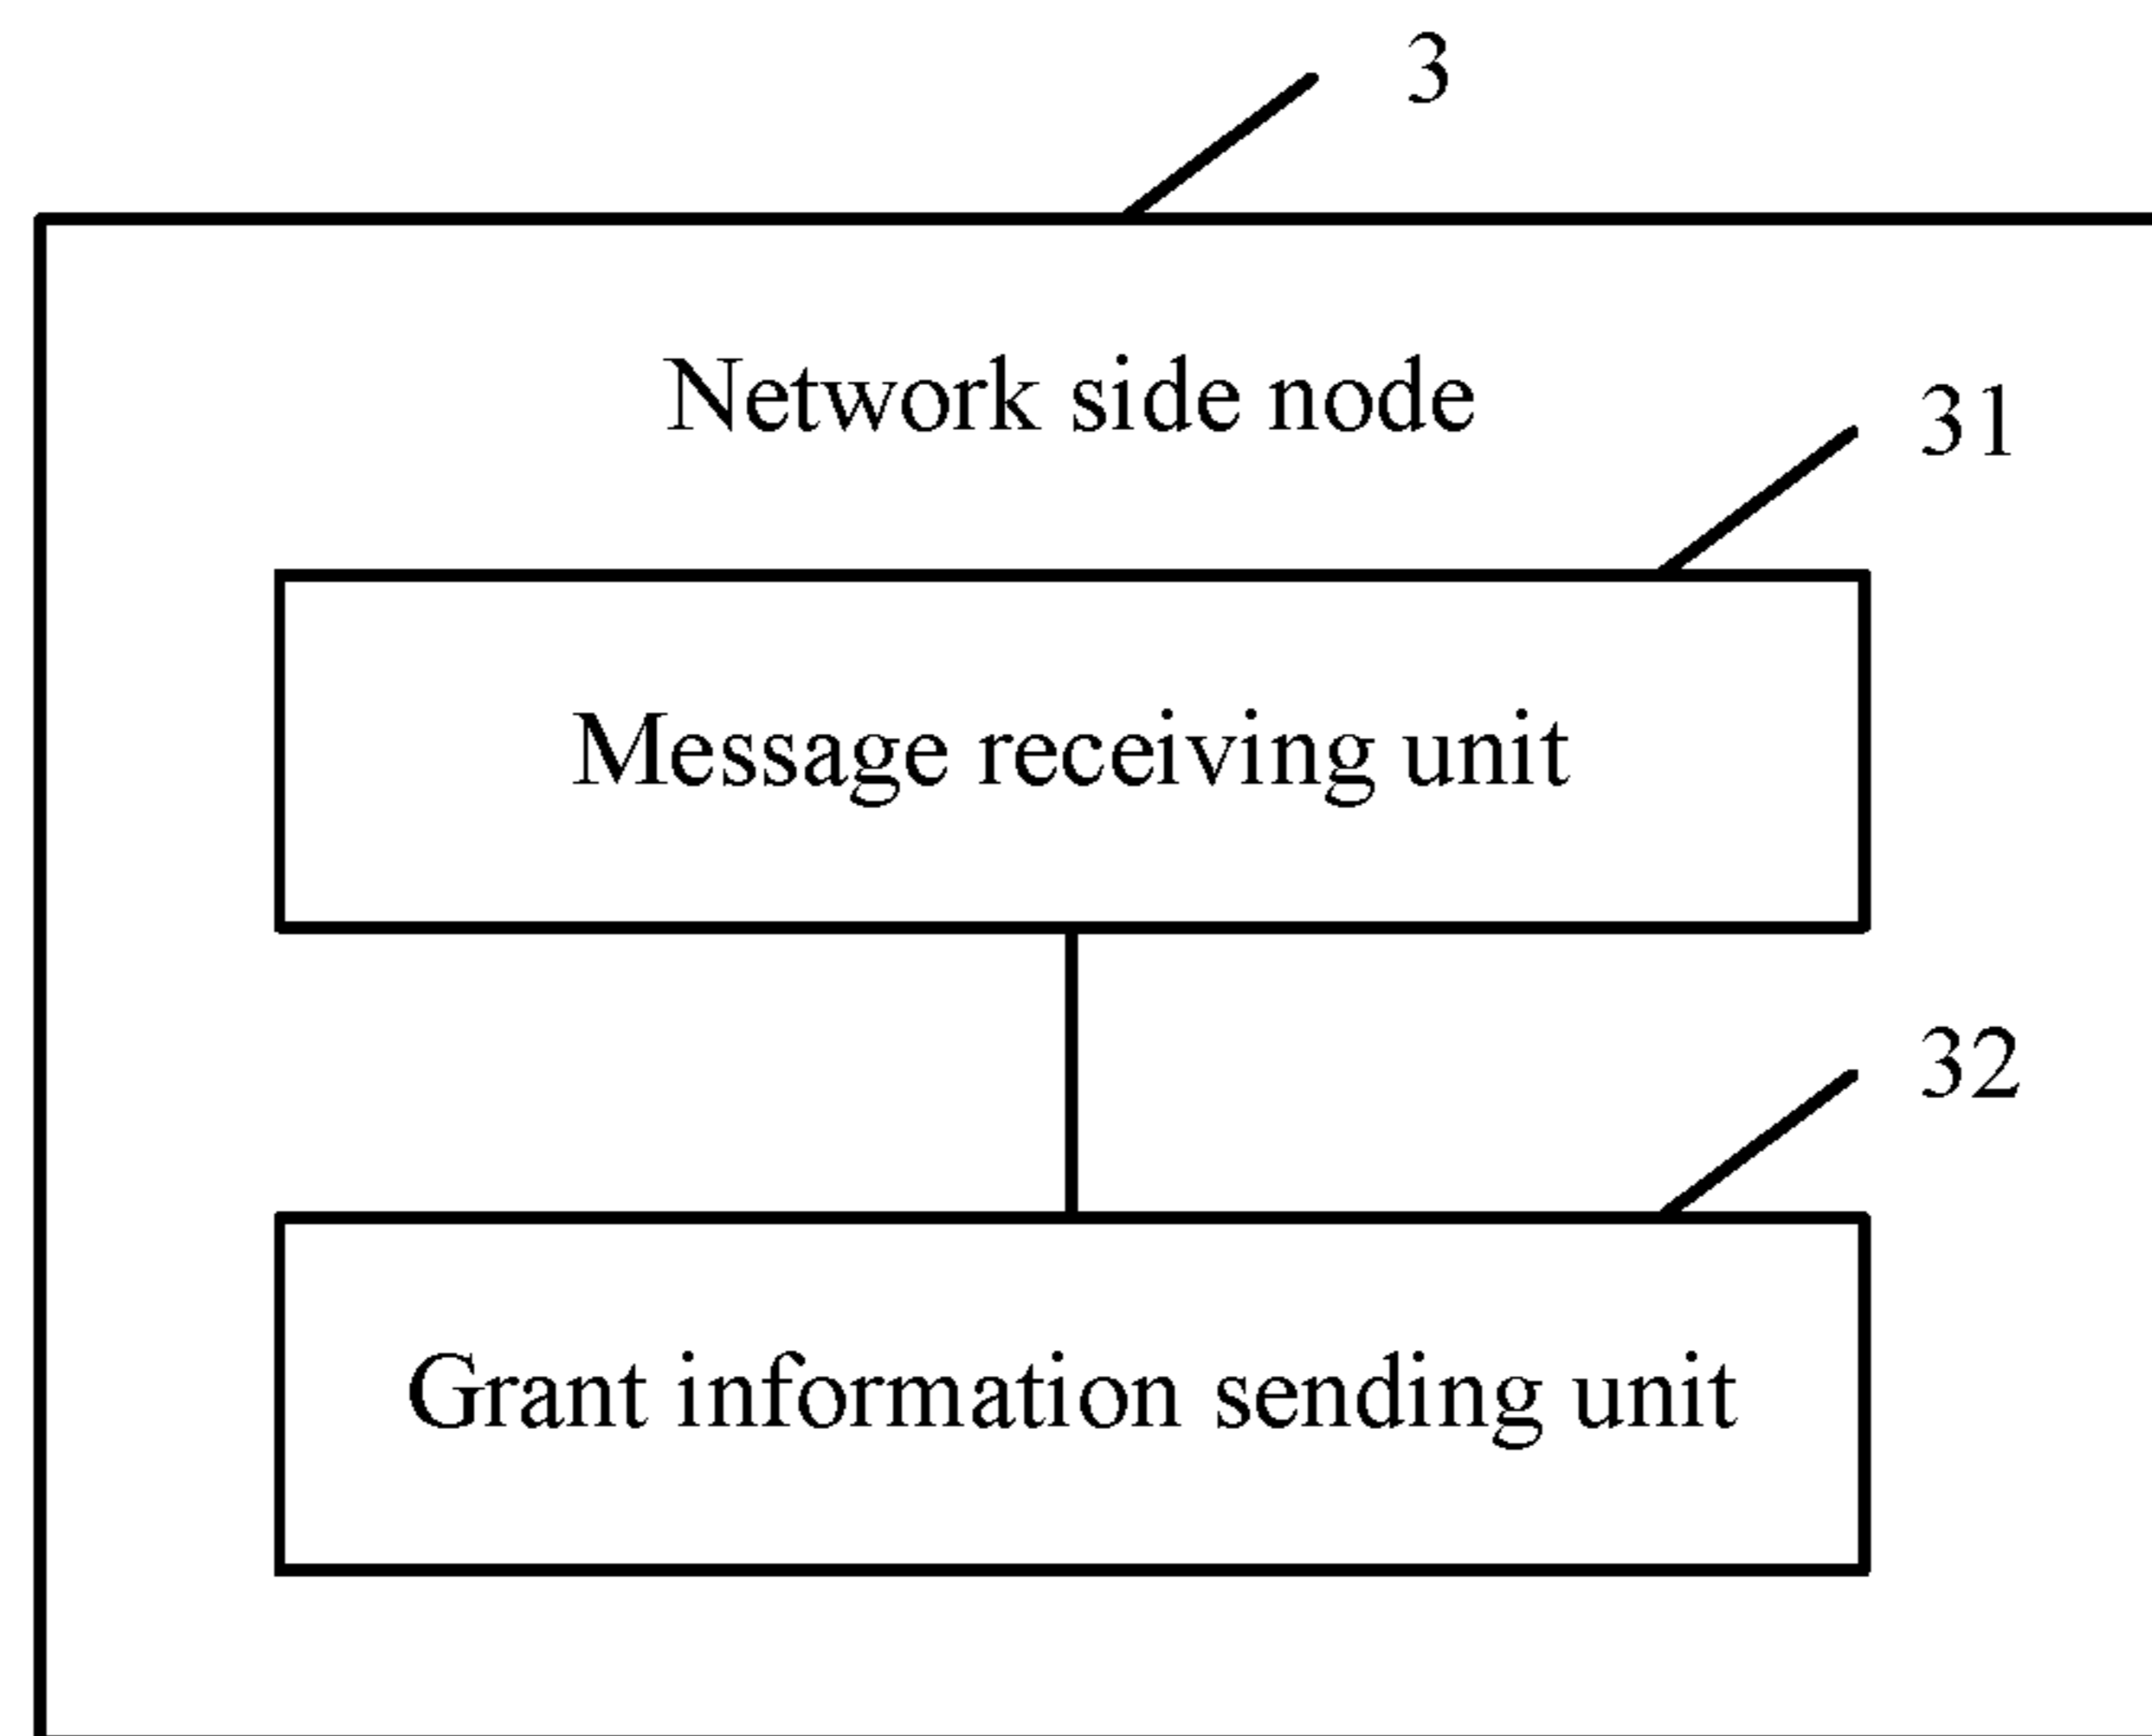 3
Network side node
31
Message receiving unit
32
Grant information sending unit